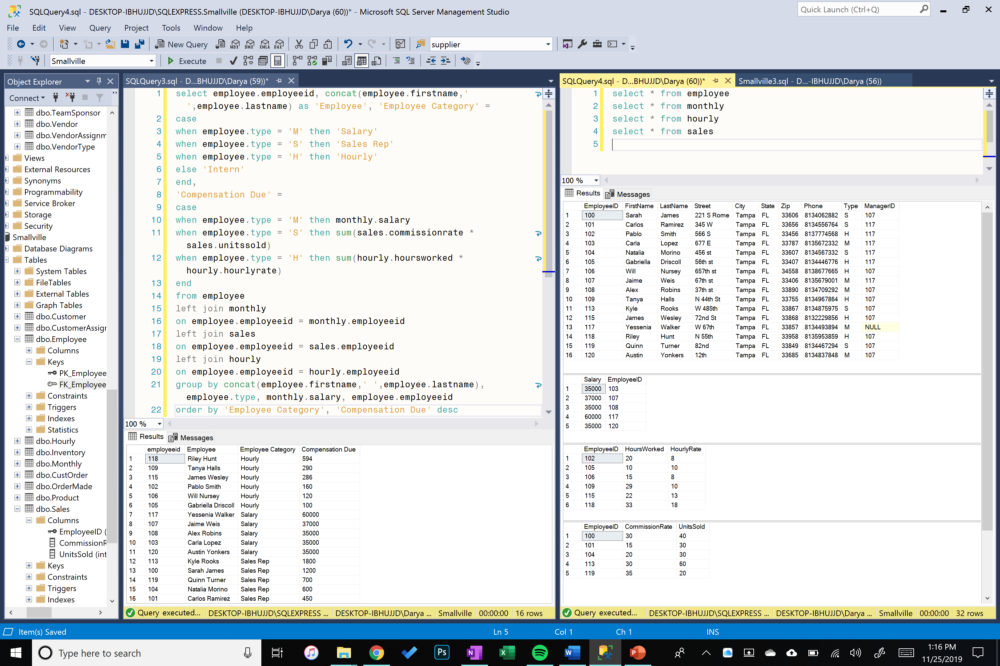 SQLQuery4.sql - DESKTOP-IBHUJJD\SQLEXPRESS.Smallville (DESKTOP-IBHUJJD\Darya (60))* - Microsoft SQL Server Management Studio
Quick Launch (Ctrl+Q)
File Edit View Query Project Tools Window Help
New Query MDX DMX XMLA DAX supplier
Smallville Execute
Object Explorer
Connect
dbo.TeamSponsor
dbo.Vendor
dbo.VendorAssignm
dbo.VendorType
Views
External Resources
Synonyms
Programmability
Service Broker
Storage
Security
Smallville
Database Diagrams
Tables
System Tables
FileTables
External Tables
Graph Tables
dbo.Customer
dbo.CustomerAssigr
dbo.Employee
Columns
Keys
PK_Employee
FK_Employee
Constraints
Triggers
Indexes
Statistics
dbo.Hourly
dbo.Inventory
dbo.Monthly
dbo.CustOrder
dbo.OrderMade
dbo.Product
dbo.Sales
Columns
EmployeeID (
CommissionR
UnitsSold (int
Keys
Constraints
Triggers
Indexes
SQLQuery3.sql - D...BHUJJD\Darya (59))*
1 select employee.employeeid, concat(employee.firstname,'
',employee.lastname) as 'Employee', 'Employee Category' =
2 case
3 when employee.type = 'M' then 'Salary'
4 when employee.type = 'S' then 'Sales Rep'
5 when employee.type = 'H' then 'Hourly'
6 else 'Intern'
7 end,
8 'Compensation Due' =
9 case
10 when employee.type = 'M' then monthly.salary
11 when employee.type = 'S' then sum(sales.commissionrate *
sales.unitssold)
12 when employee.type = 'H' then sum(hourly.hoursworked *
hourly.hourlyrate)
13 end
14 from employee
15 left join monthly
16 on employee.employeeid = monthly.employeeid
17 left join sales
18 on employee.employeeid = sales.employeeid
19 left join hourly
20 on employee.employeeid = hourly.employeeid
21 group by concat(employee.firstname,' ',employee.lastname),
employee.type, monthly.salary, employee.employeeid
22 order by 'Employee Category', 'Compensation Due' desc
100 %
Results Messages
employeeid Employee Employee Category Compensation Due
1 118 Riley Hunt Hourly 594
2 109 Tanya Halls Hourly 290
3 115 James Wesley Hourly 286
4 102 Pablo Smith Hourly 160
5 106 Will Nursey Hourly 120
6 105 Gabriella Driscoll Hourly 100
7 117 Yessenia Walker Salary 60000
8 107 Jaime Weis Salary 37000
9 108 Alex Robins Salary 35000
10 103 Carla Lopez Salary 35000
11 120 Austin Yonkers Salary 35000
12 113 Kyle Rooks Sales Rep 1800
13 100 Sarah James Sales Rep 1200
14 119 Quinn Turner Sales Rep 700
15 104 Natalia Morino Sales Rep 600
16 101 Carlos Ramirez Sales Rep 450
Query executed... DESKTOP-IBHUJJD\SQLEXPRESS ... DESKTOP-IBHUJJD\Darya ... Smallville 00:00:00 16 rows
SQLQuery4.sql - D...BHUJJD\Darya (60))* Smallville3.sql - D...-IBHUJJD\Darya (56))
1 select * from employee
2 select * from monthly
3 select * from hourly
4 select * from sales
5
100 %
Results Messages
EmployeeID FirstName LastName Street City State Zip Phone Type ManagerID
1 100 Sarah James 221 S Rome Tampa FL 33606 8134062882 S 107
2 101 Carlos Ramirez 345 W Tampa FL 33656 8134556764 S 117
3 102 Pablo Smith 566 S Tampa FL 33456 8137774568 H 117
4 103 Carla Lopez 677 E Tampa FL 33787 8135672332 M 117
5 104 Natalia Morino 456 st Tampa FL 33607 8134567332 S 117
6 105 Gabriella Driscoll 56th st Tampa FL 33407 8134446776 H 117
7 106 Will Nursey 657th st Tampa FL 34558 8138677665 H 107
8 107 Jaime Weis 67th st Tampa FL 33406 8135679001 M 117
9 108 Alex Robins 37th st Tampa FL 33890 8134709292 M 107
10 109 Tanya Halls N 44th St Tampa FL 33755 8134967864 H 107
11 113 Kyle Rooks W 485th Tampa FL 33867 8134875975 S 107
12 115 James Wesley 72nd St Tampa FL 33868 8132229856 H 107
13 117 Yessenia Walker W 67th Tampa FL 33857 8134493894 M NULL
14 118 Riley Hunt N 55th Tampa FL 33958 8135953859 H 107
15 119 Quinn Turner 82nd Tampa FL 33849 8134467294 S 107
16 120 Austin Yonkers 12th Tampa FL 33685 8134837848 M 107
Salary EmployeeID
1 35000 103
2 37000 107
3 35000 108
4 60000 117
5 35000 120
EmployeeID HoursWorked HourlyRate
1 102 20 8
2 105 10 10
3 106 15 8
4 109 29 10
5 115 22 13
6 118 33 18
EmployeeID CommissionRate UnitsSold
1 100 30 40
2 101 15 30
3 104 20 30
4 113 30 60
5 119 35 20
Query executed... DESKTOP-IBHUJJD\SQLEXPRESS ... DESKTOP-IBHUJJD\Darya ... Smallville 00:00:00 32 rows
Item(s) Saved Ln 5 Col 1 Ch 1 INS
Type here to search Ps N X W P 1:16 PM
11/25/2019